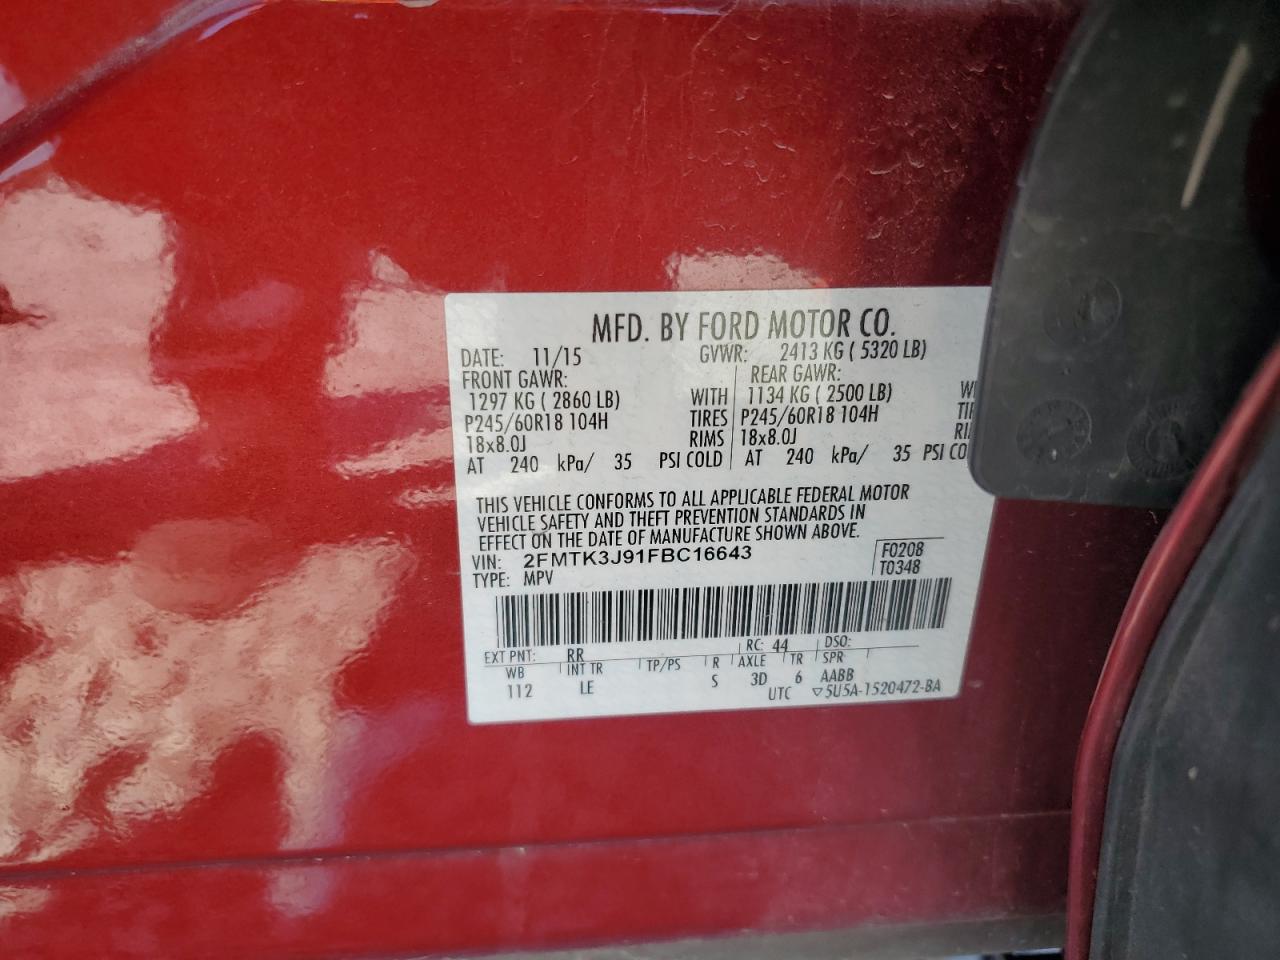 MFD. BY FORD MOTOR CO.
DATE: 11/15 GVWR: 2413 KG ( 5320 LB)
FRONT GAWR: REAR GAWR:
1297 KG ( 2860 LB) WITH 1134 KG ( 2500 LB)
P245/60R18 104H TIRES P245/60R18 104H
18x8.0J RIMS 18x8.0J
AT 240 kPa/ 35 PSI COLD AT 240 kPa/ 35 PSI CO
THIS VEHICLE CONFORMS TO ALL APPLICABLE FEDERAL MOTOR
VEHICLE SAFETY AND THEFT PREVENTION STANDARDS IN
EFFECT ON THE DATE OF MANUFACTURE SHOWN ABOVE.
VIN: 2FMTK3J91FBC16643 F0208
TYPE: MPV T0348
EXT PNT: RR RC: 44 DSO:
WB INT TR TP/PS R AXLE TR SPR
112 LE S 3D 6 AABB
UTC ▽5U5A-1520472-BA